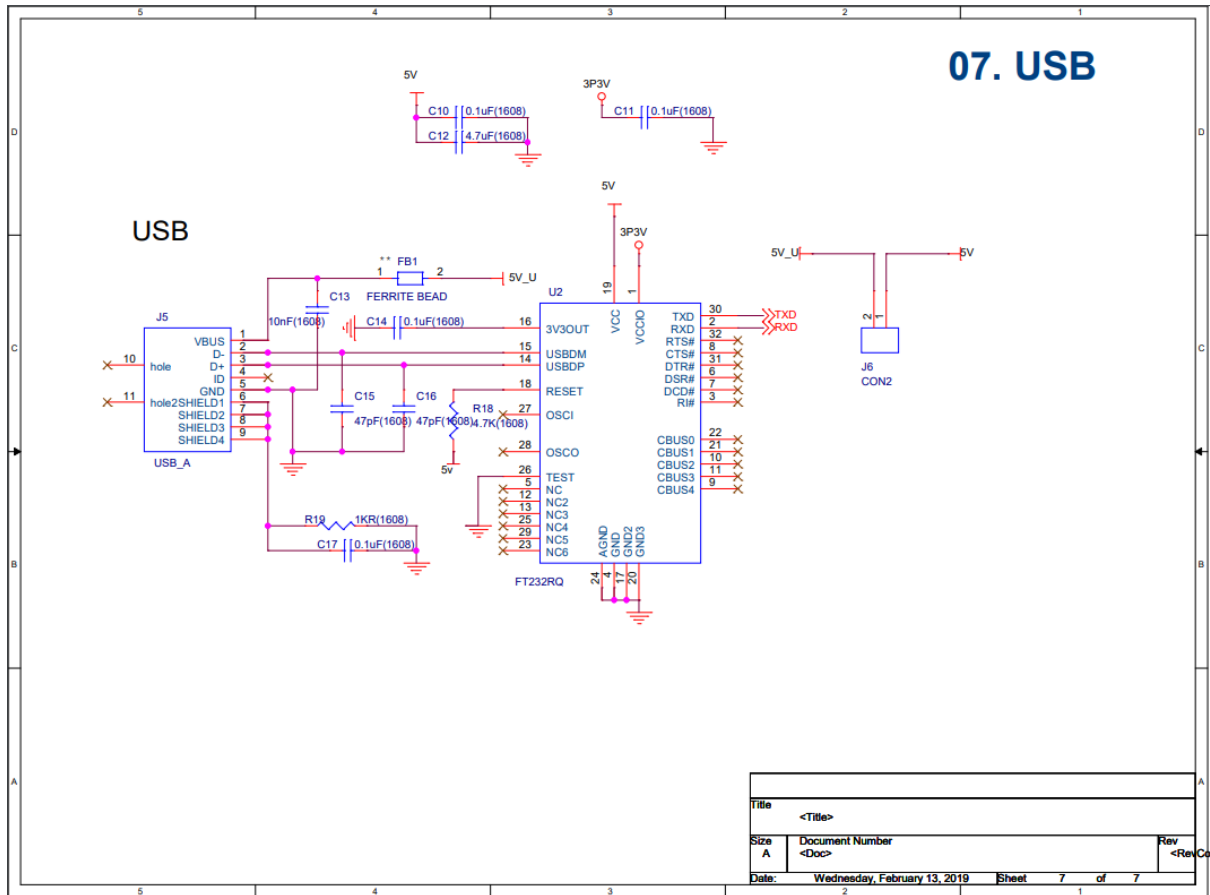 5 4 3 2 1
07. USB
5V
C10 0.1uF(1608)
C12 4.7uF(1608)
3P3V
C11 0.1uF(1608)
D D
USB
5V
3P3V
5V_U 5V
** FB1
1 2
5V_U
FERRITE BEAD
C13
10nF(1608)
C14 0.1uF(1608)
U2
19 VCC
1 VCCIO
16 3V3OUT
15 USBDM
14 USBDP
18 RESET
27 OSCI
28 OSCO
26 TEST
5 NC
12 NC2
13 NC3
25 NC4
29 NC5
23 NC6
TXD 30 TXD
RXD 2 RXD
RTS# 32
CTS# 8
DTR# 31
DSR# 6
DCD# 7
RI# 3
CBUS0 22
CBUS1 21
CBUS2 10
CBUS3 11
CBUS4 9
AGND 24
GND 4
GND2 17
GND3 20
FT232RQ
2 1
J6
CON2
C C
J5
VBUS 1
D- 2
D+ 3
ID 4
GND 5
SHIELD1 6
SHIELD2 7
SHIELD3 8
SHIELD4 9
10 hole
11 hole2
USB_A
C15
47pF(1608)
C16
47pF(1608)
R18
4.7K(1608)
5v
R19 1KR(1608)
C17 0.1uF(1608)
B B
A A
Title
<Title>
Size Document Number Rev
A <Doc> <RevCo
Date: Wednesday, February 13, 2019 Sheet 7 of 7
5 4 3 2 1